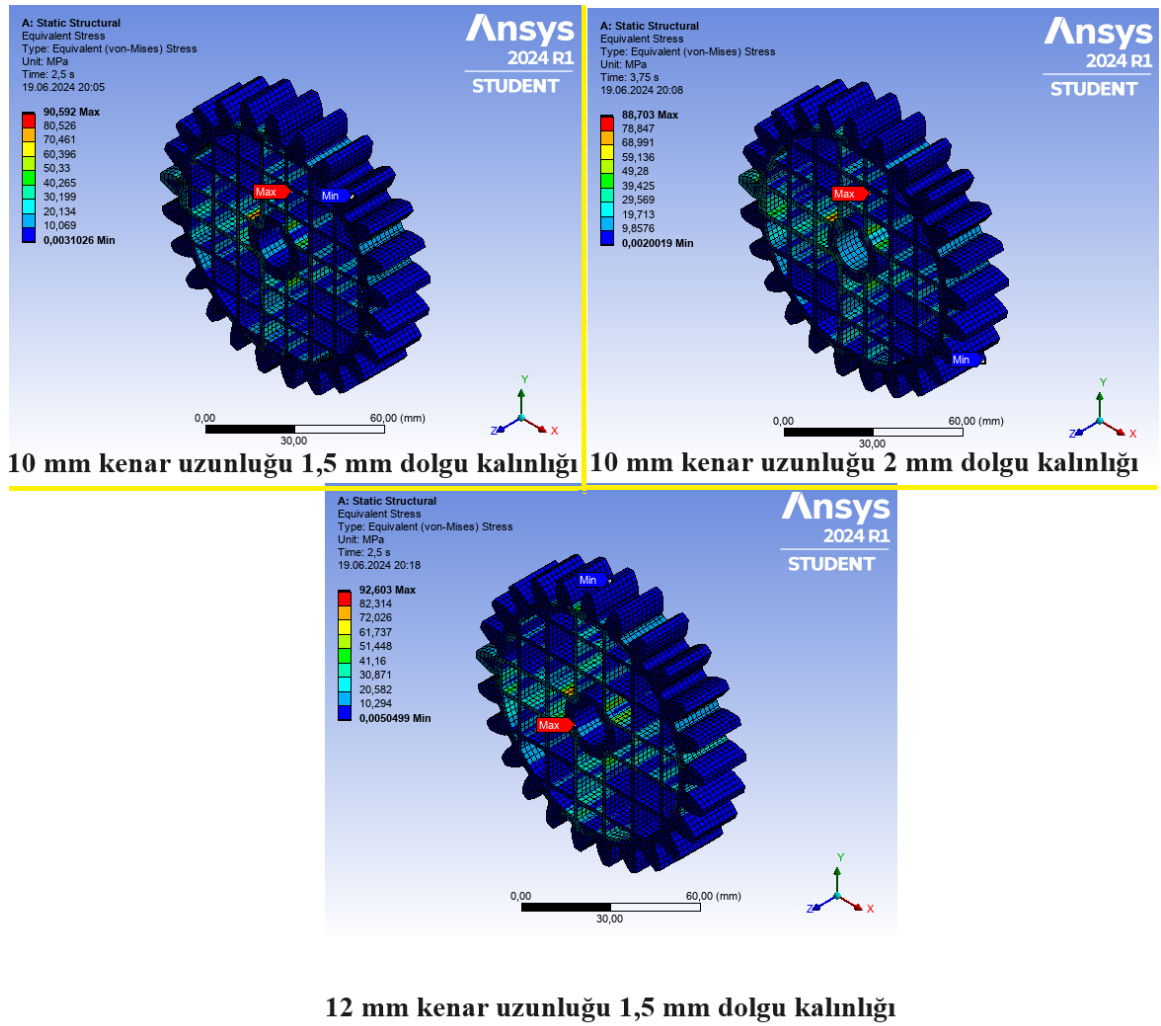 A: Static Structural
Equivalent Stress
Type: Equivalent (von-Mises) Stress
Unit: MPa
Time: 2,5 s
19.06.2024 20:05
Ansys
2024 R1
STUDENT
90,592 Max
80,526
70,461
60,396
50,33
40,265
30,199
20,134
10,069
0,0031026 Min
Max
Min
0,00
60,00 (mm)
30,00
Y
Z
X
10 mm kenar uzunluğu 1,5 mm dolgu kalınlığı
A: Static Structural
Equivalent Stress
Type: Equivalent (von-Mises) Stress
Unit: MPa
Time: 3,75 s
19.06.2024 20:08
Ansys
2024 R1
STUDENT
88,703 Max
78,847
68,991
59,136
49,28
39,425
29,569
19,713
9,8576
0,0020019 Min
Max
Min
0,00
60,00 (mm)
30,00
Y
Z
X
10 mm kenar uzunluğu 2 mm dolgu kalınlığı
A: Static Structural
Equivalent Stress
Type: Equivalent (von-Mises) Stress
Unit: MPa
Time: 2,5 s
19.06.2024 20:18
Ansys
2024 R1
STUDENT
92,603 Max
82,314
72,026
61,737
51,448
41,16
30,871
20,582
10,294
0,0050499 Min
Min
Max
0,00
60,00 (mm)
30,00
Y
Z
X
12 mm kenar uzunluğu 1,5 mm dolgu kalınlığı